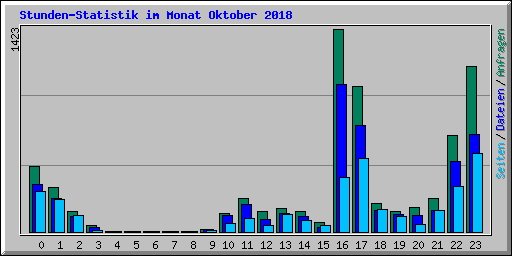 Stunden-Statistik im Monat Oktober 2018
1423
Seiten / Dateien / Anfragen
0 1 2 3 4 5 6 7 8 9 10 11 12 13 14 15 16 17 18 19 20 21 22 23